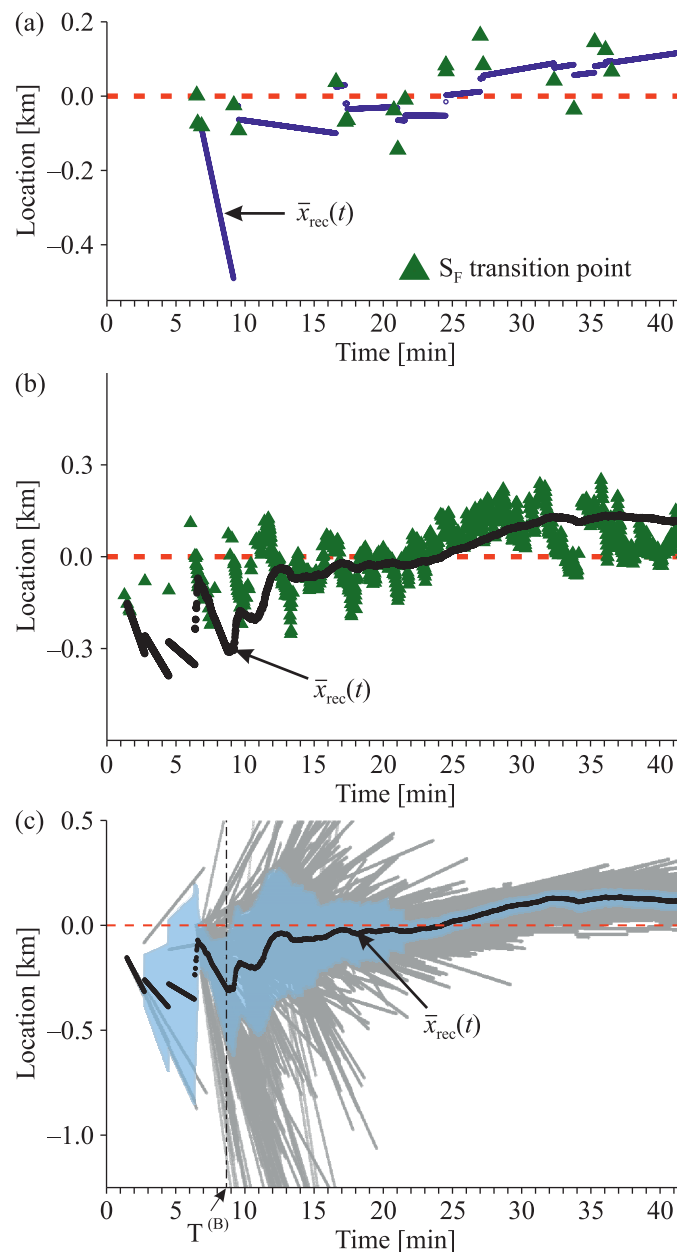 (a)
0.2
0.0
−0.2
−0.4
Location [km]
x̄rec(t)
SF transition point
0 5 10 15 20 25 30 35 40
Time [min]
(b)
0.3
0.0
−0.3
Location [km]
x̄rec(t)
0 5 10 15 20 25 30 35 40
Time [min]
(c)
0.5
0.0
−0.5
−1.0
Location [km]
x̄rec(t)
0 5 10 15 20 25 30 35 40
T (B)
Time [min]